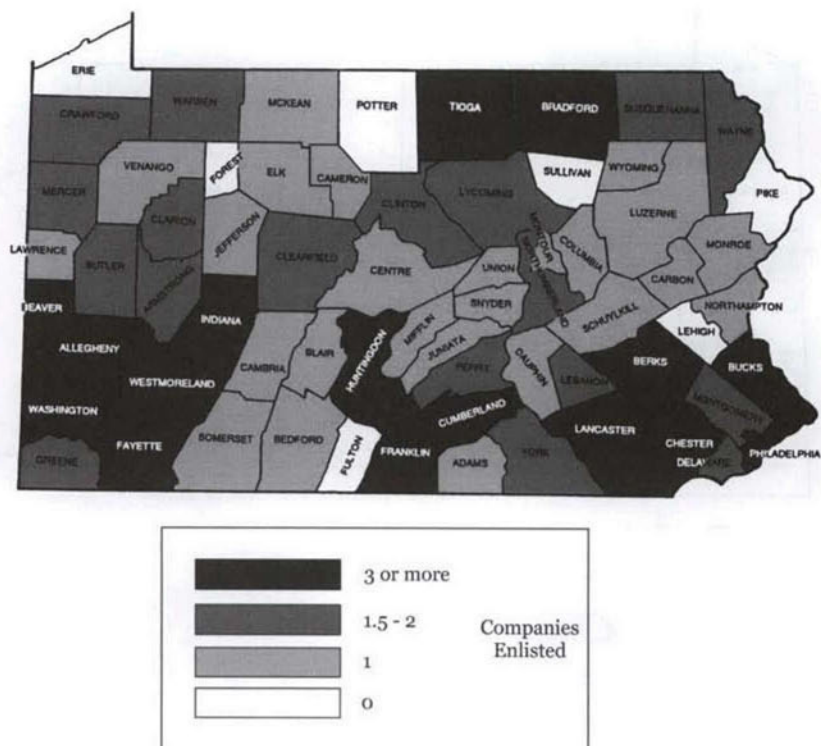 ERIE
CRAWFORD
WARREN
MCKEAN
POTTER
TIOGA
BRADFORD
SUSQUEHANNA
WAYNE
VENANGO
FOREST
ELK
CAMERON
SULLIVAN
WYOMING
PIKE
MERCER
CLARION
CLINTON
LYCOMING
LUZERNE
LAWRENCE
BUTLER
ARMSTRONG
JEFFERSON
CLEARFIELD
CENTRE
UNION
MONTOUR
NORTHUMBERLAND
COLUMBIA
MONROE
CARBON
BEAVER
INDIANA
SNYDER
SCHUYLKILL
NORTHAMPTON
LEHIGH
ALLEGHENY
CAMBRIA
BLAIR
HUNTINGDON
MIFFLIN
JUNIATA
PERRY
DAUPHIN
LEBANON
BERKS
BUCKS
WESTMORELAND
MONTGOMERY
WASHINGTON
CUMBERLAND
LANCASTER
CHESTER
PHILADELPHIA
FAYETTE
SOMERSET
BEDFORD
FULTON
FRANKLIN
ADAMS
YORK
DELAWARE
GREENE
3 or more
1.5 - 2
1
0
Companies
Enlisted